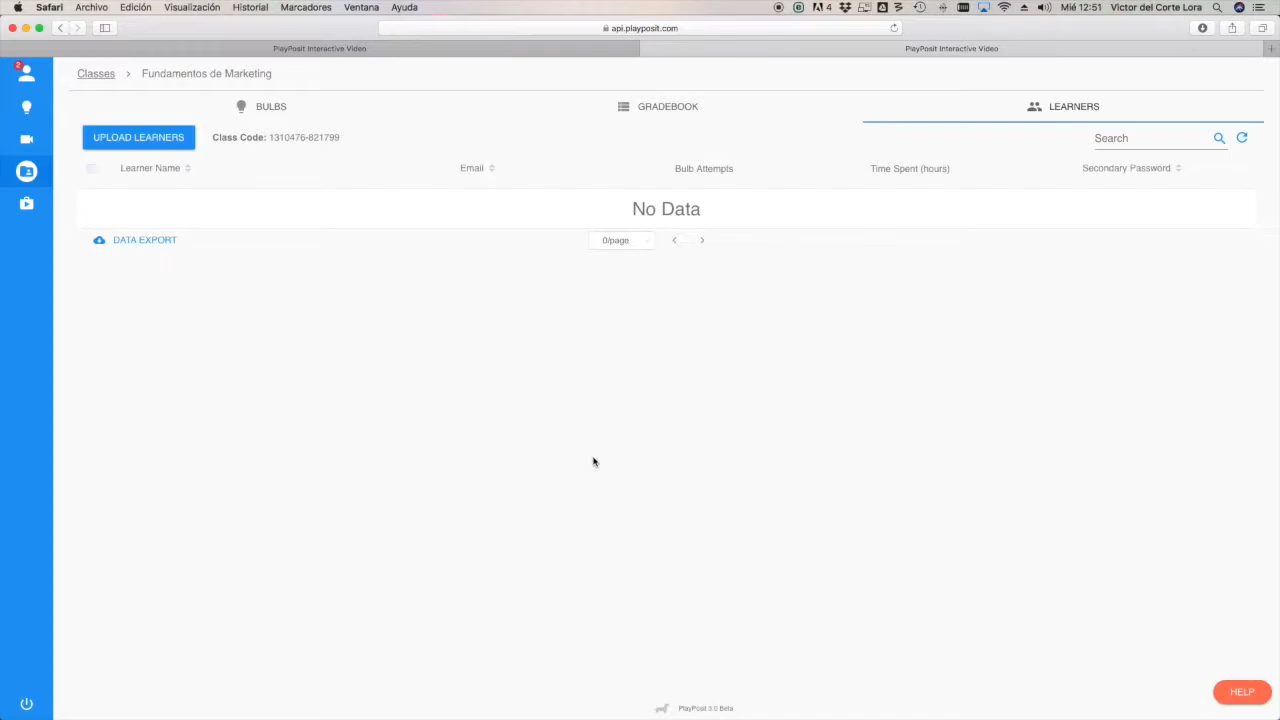 Safari Archivo Edición Visualización Historial Marcadores Ventana Ayuda 4 Mié 12:51 Victor del Corte Lora
api.playposit.com
PlayPosit Interactive Video PlayPosit Interactive Video
2
Classes > Fundamentos de Marketing
BULBS GRADEBOOK LEARNERS
UPLOAD LEARNERS Class Code: 1310476-821799 Search
Learner Name Email Bulb Attempts Time Spent (hours) Secondary Password
No Data
DATA EXPORT 0/page
HELP
PlayPosit 3.0 Beta